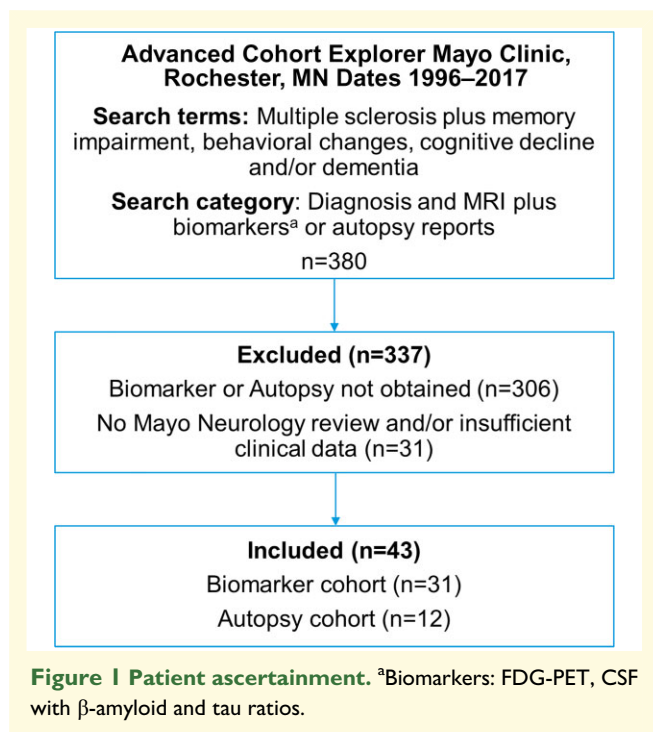 Advanced Cohort Explorer Mayo Clinic,
Rochester, MN Dates 1996–2017
Search terms: Multiple sclerosis plus memory
impairment, behavioral changes, cognitive decline
and/or dementia
Search category: Diagnosis and MRI plus
biomarkersᵃ or autopsy reports
n=380
Excluded (n=337)
Biomarker or Autopsy not obtained (n=306)
No Mayo Neurology review and/or insufficient
clinical data (n=31)
Included (n=43)
Biomarker cohort (n=31)
Autopsy cohort (n=12)
Figure 1 Patient ascertainment. ᵃBiomarkers: FDG-PET, CSF
with β-amyloid and tau ratios.